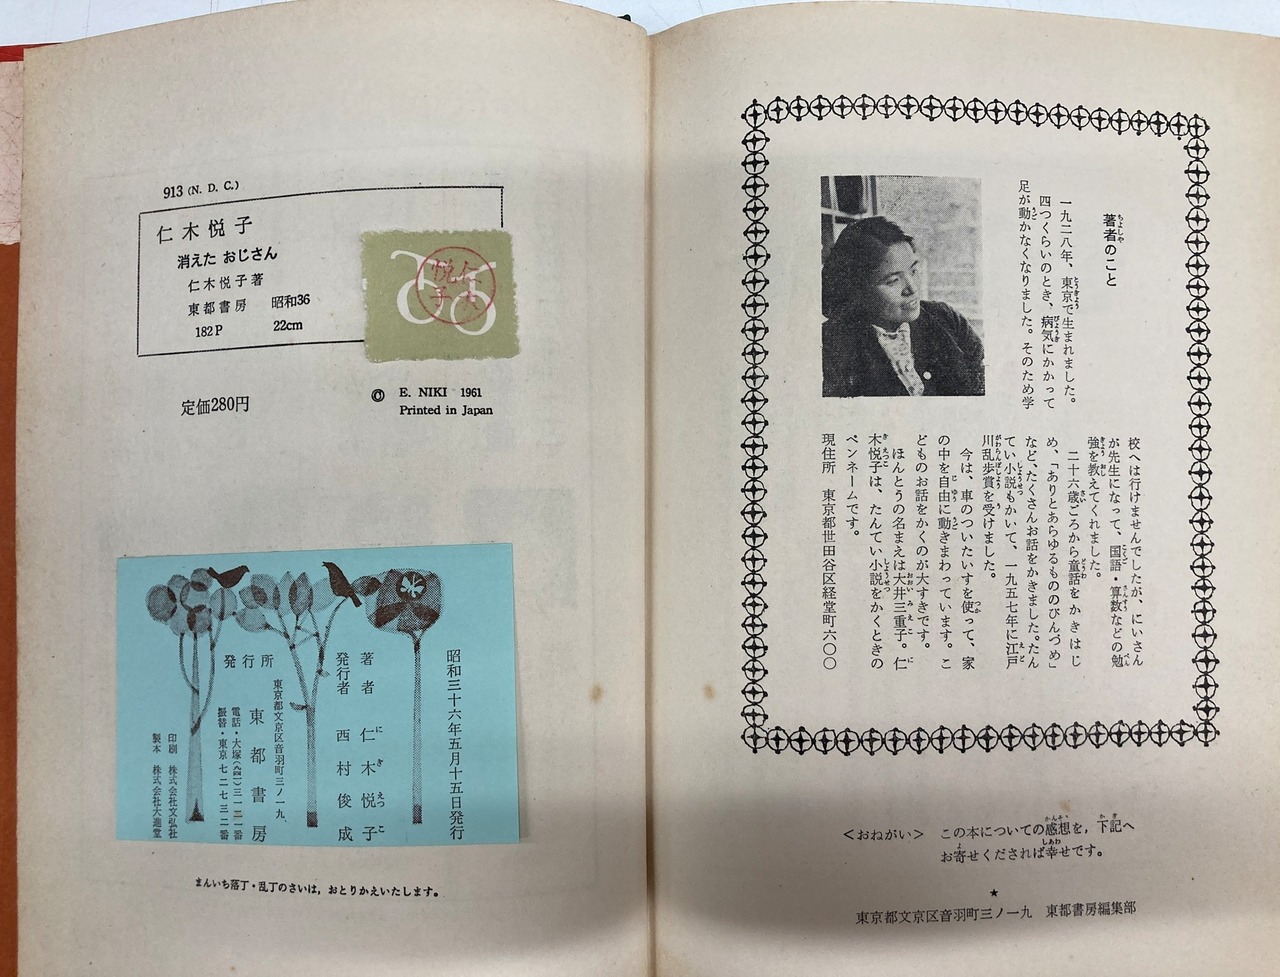 著者のこと
一九二八年、東京で生まれました。
四つくらいのとき、病気にかかって
足が動かなくなりました。そのため学
校へは行けませんでしたが、にいさん
が先生になって、国語・算数などの勉
強を教えてくれました。
二十六歳ごろから童話をかきはじ
め、「ありとあらゆるもののびんづめ」
など、たくさんお話をかきました。たん
てい小説もかいて、一九五七年に江戸
川乱歩賞を受けました。
今は、車のついたいすを使って、家
の中を自由に動きまわっています。こ
どものお話をかくのが大すきです。
ほんとうの名まえは大井三重子。仁
木悦子は、たんてい小説をかくときの
ペンネームです。
現住所　東京都世田谷区経堂町六〇〇
＜おねがい＞　この本についての感想を，下記へ
お寄せくだされば幸せです。
★
東京都文京区音羽町三ノ一九　東都書房編集部
913 (N. D. C.)
仁木悦子
消えた おじさん
仁木悦子著
東都書房　昭和36
182P　22cm
仁木悦子
定価280円
© E. NIKI 1961
Printed in Japan
昭和三十六年五月十五日発行
著者　仁木悦子
発行者　西村俊成
発行所　東都書房
東京都文京区音羽町三ノ一九
振替・東京七二七三二番
印刷　株式会社文弘社
製本　株式会社大進堂
まんいち落丁・乱丁のさいは，おとりかえいたします。